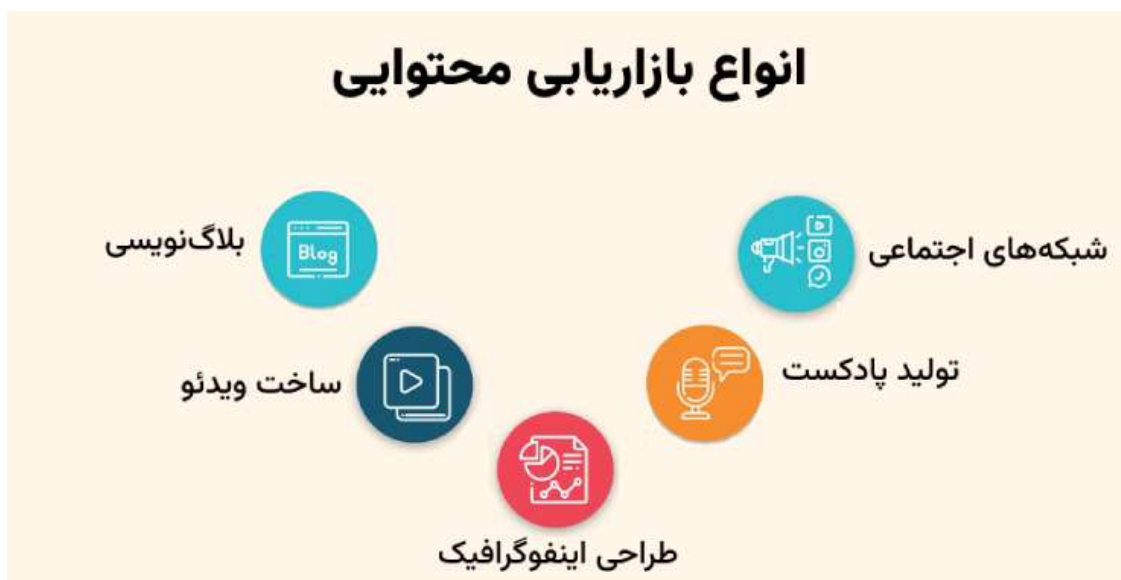 انواع بازاریابی محتوایی
شبکه‌های اجتماعی
بلاگ‌نویسی
Blog
تولید پادکست
ساخت ویدئو
طراحی اینفوگرافیک